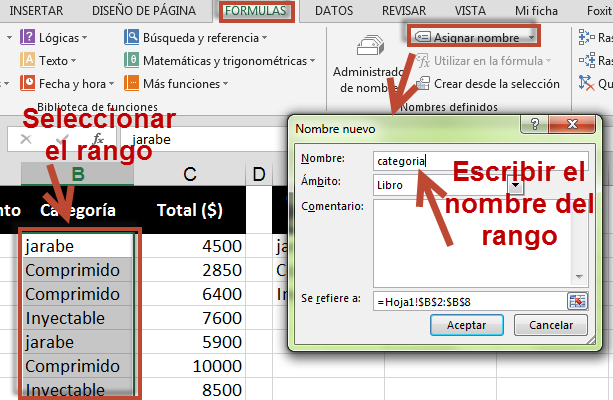 INSERTAR DISEÑO DE PÁGINA FORMULAS DATOS REVISAR VISTA Mi ficha Foxit
Lógicas Búsqueda y referencia Asignar nombre Ras
Texto Matemáticas y trigonométricas Utilizar en la fórmula Ras
Fecha y hora Más funciones Administrador de nombres Crear desde la selección Qu
Biblioteca de funciones Nombres definidos
Seleccionar
el rango
fx jarabe
B C D
nto Categoría Total ($)
jarabe 4500
Comprimido 2850
Comprimido 6400
Inyectable 7600
jarabe 5900
Comprimido 10000
Inyectable 8500
ja
C
In
Nombre nuevo
Nombre: categoria
Ámbito: Libro
Comentario:
Escribir el
nombre del
rango
Se refiere a: =Hoja1!$B$2:$B$8
Aceptar Cancelar